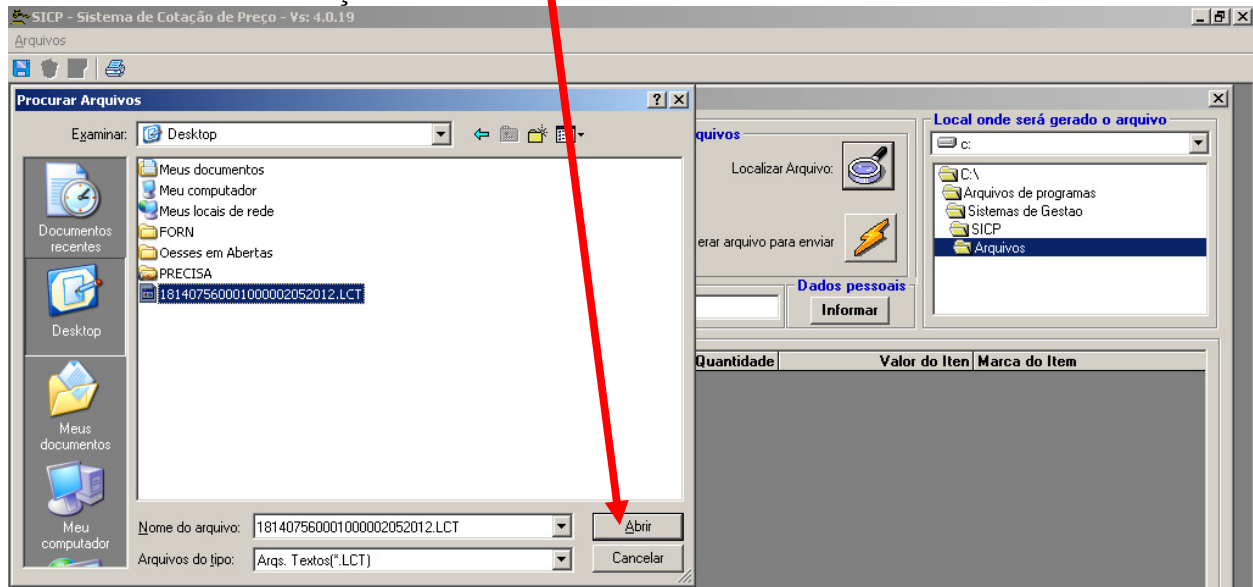 SICP - Sistema de Cotação de Preço - Vs: 4.0.19
Arquivos
Procurar Arquivos
Examinar:
Desktop
Documentos
recentes
Desktop
Meus
documentos
Meu
computador
Meus documentos
Meu computador
Meus locais de rede
FORN
Oesses em Abertas
PRECISA
181407560001000002052012.LCT
Nome do arquivo:
181407560001000002052012.LCT
Abrir
Arquivos do tipo:
Arqs. Textos(*.LCT)
Cancelar
quivos
Localizar Arquivo:
erar arquivo para enviar
Dados pessoais
Informar
Local onde será gerado o arquivo
c:
C:\
Arquivos de programas
Sistemas de Gestao
SICP
Arquivos
Quantidade
Valor do Iten
Marca do Item